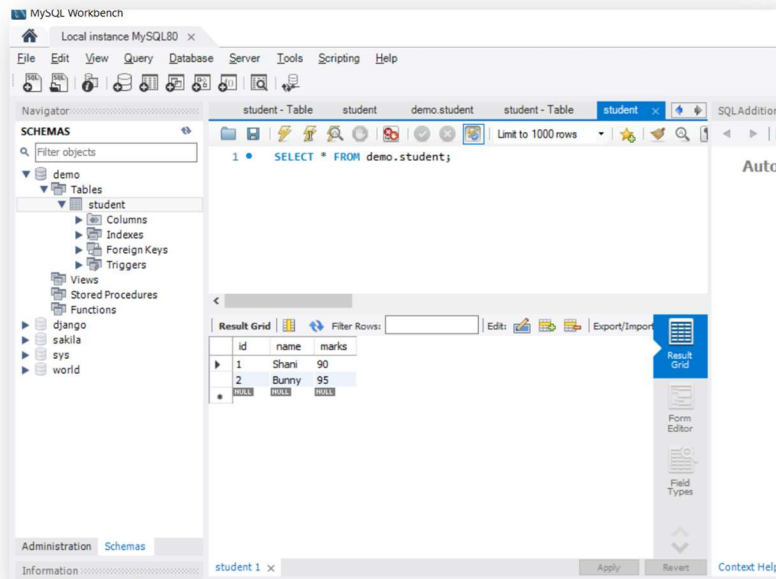 MySQL Workbench
Local instance MySQL80 ×
File Edit View Query Database Server Tools Scripting Help
Navigator
SCHEMAS
Filter objects
demo
Tables
student
Columns
Indexes
Foreign Keys
Triggers
Views
Stored Procedures
Functions
django
sakila
sys
world
Administration Schemas
Information
student - Table student demo.student student - Table student ×
Limit to 1000 rows
1 SELECT * FROM demo.student;
Result Grid Filter Rows: Edit: Export/Import
id name marks
1 Shani 90
2 Bunny 95
NULL NULL NULL
Result
Grid
Form
Editor
Field
Types
student 1 × Apply Revert
SQLAddition
Auto
Context Help